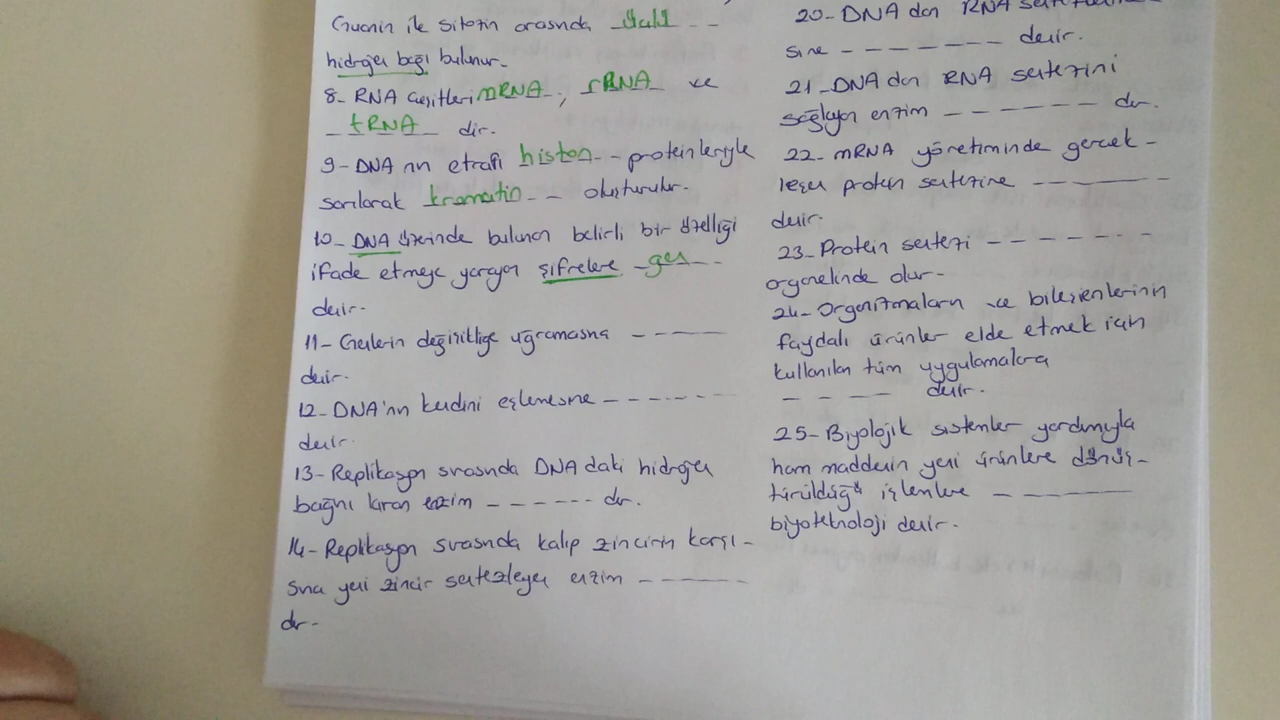 Guanin ile sitozin arasında
hidrojen bağı bulunur.
8- RNA çeşitleri mRNA, rRNA ve
tRNA dir.
9- DNA nın etrafı histon proteinleriyle
sarılarak kromatin oluşturulur.
10- DNA üzerinde bulunan belirli bir özelliği
ifade etmeye yarayan şifrelere gen
denir.
11- Genlerin değişikliğe uğramasına
denir.
12- DNA'nın kendini eşlemesine
denir.
13- Replikasyon sırasında DNA daki hidrojen
bağını kıran enzim dır.
14- Replikasyon sırasında kalıp zincirin karşı-
sına yeni zincir sentezleyen enzim
dır.
20- DNA dan RNA
sine denir.
21- DNA dan RNA sentezini
sağlayan enzim dır.
22- mRNA yönetiminde gerçek-
leşen protein sentezine
denir.
23- Protein sentezi
organelinde olur.
24- Organizmaların ve bileşenlerinin
faydalı ürünler elde etmek için
kullanılan tüm uygulamalara
denir.
25- Biyolojik sistemler yardımıyla
ham maddenin yeni ürünlere dönüş-
türüldüğü işlemlere
biyoteknoloji denir.